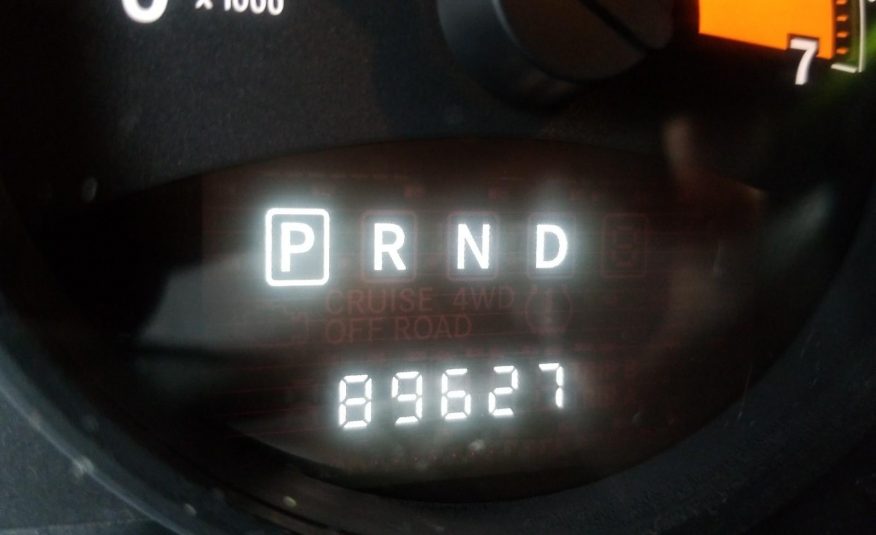 x 1000
7
P R N D
CRUISE 4WD
OFF ROAD
89627